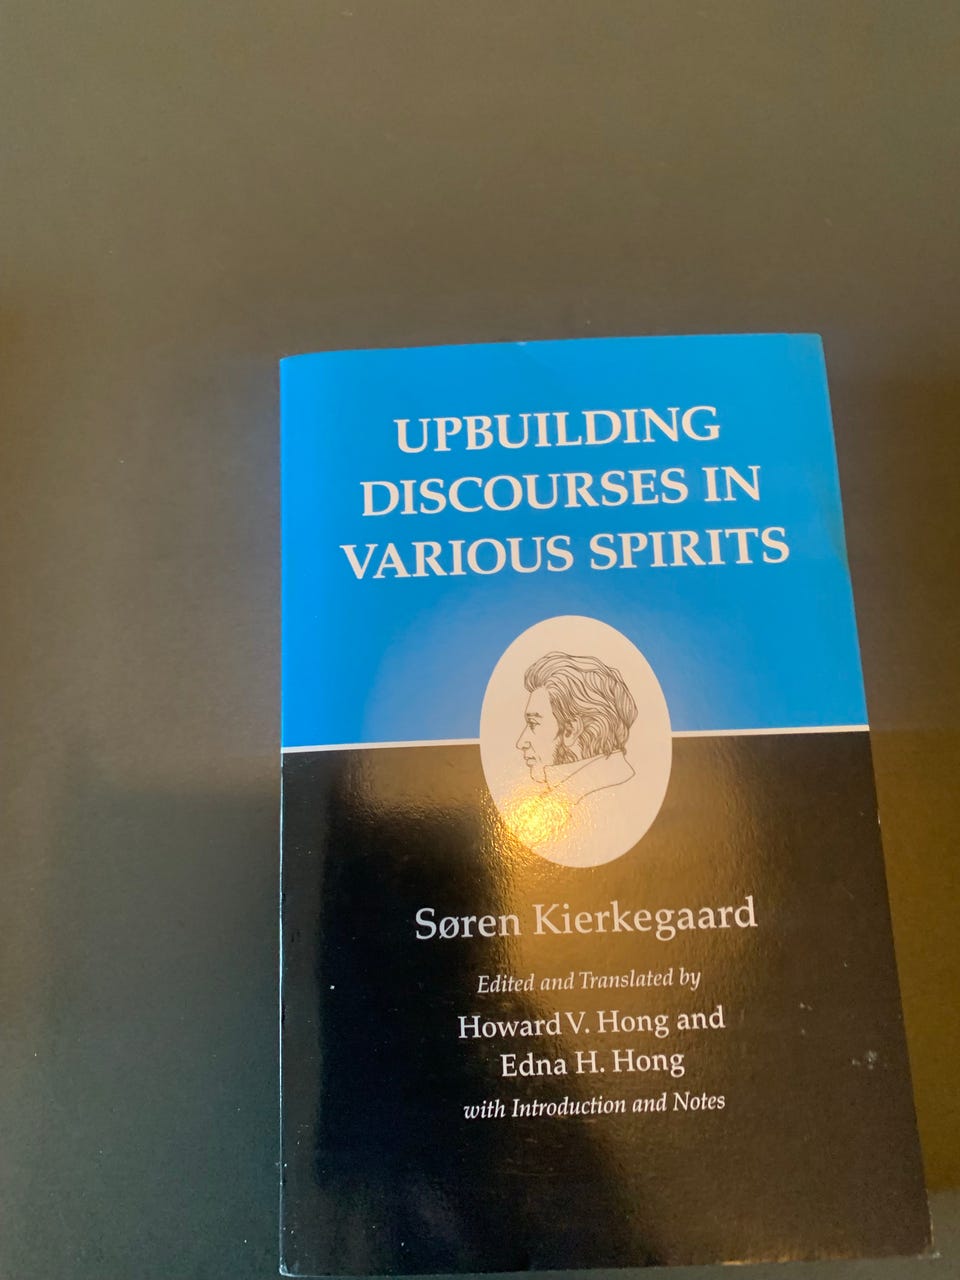 UPBUILDING
DISCOURSES IN
VARIOUS SPIRITS
Søren Kierkegaard
Edited and Translated by
Howard V. Hong and
Edna H. Hong
with Introduction and Notes